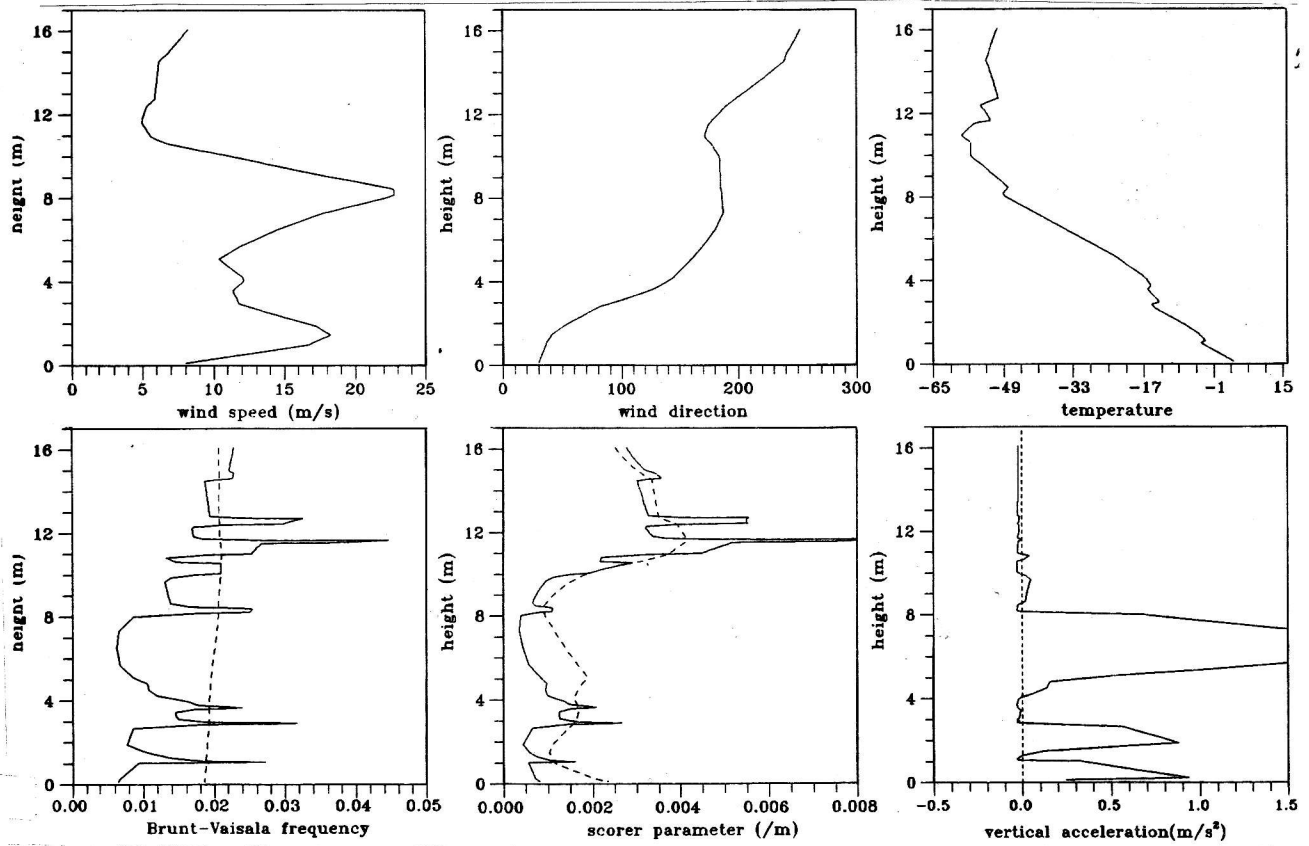 16
12
8
4
0
neight (m)
0 5 10 15 20 25
wind speed (m/s)
16
12
8
4
0
height (m)
0 100 200 300
wind direction
16
12
8
4
0
height (m)
-65 -49 -33 -17 -1 15
temperature
16
12
8
4
0
neight (m)
0.00 0.01 0.02 0.03 0.04 0.05
Brunt-Vaisala frequency
16
12
8
4
0
height (m)
0.000 0.002 0.004 0.006 0.008
scorer parameter (/m)
16
12
8
4
0
height (m)
-0.5 0.0 0.5 1.0 1.5
vertical acceleration(m/s²)